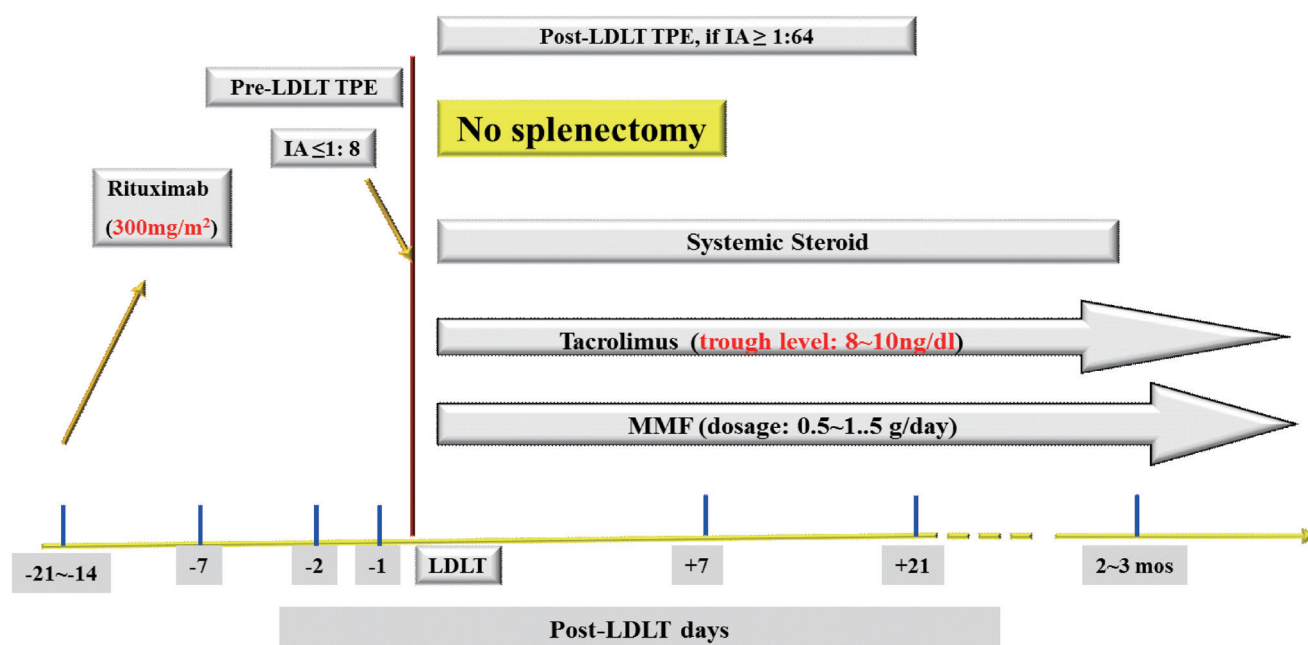 Post-LDLT TPE, if IA ≥ 1:64
Pre-LDLT TPE
No splenectomy
IA ≤1: 8
Rituximab
(300mg/m²)
Systemic Steroid
Tacrolimus (trough level: 8~10ng/dl)
MMF (dosage: 0.5~1..5 g/day)
-21~-14
-7
-2
-1
LDLT
+7
+21
2~3 mos
Post-LDLT days